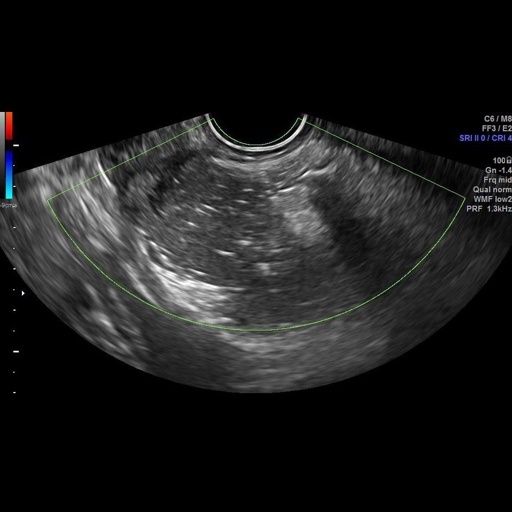 C6 / M8
FF3 / E2
SRI II 0 / CRI 4
Gn -1.4
Frq mid
Qual norm
WMF low2
PRF 1.3kHz